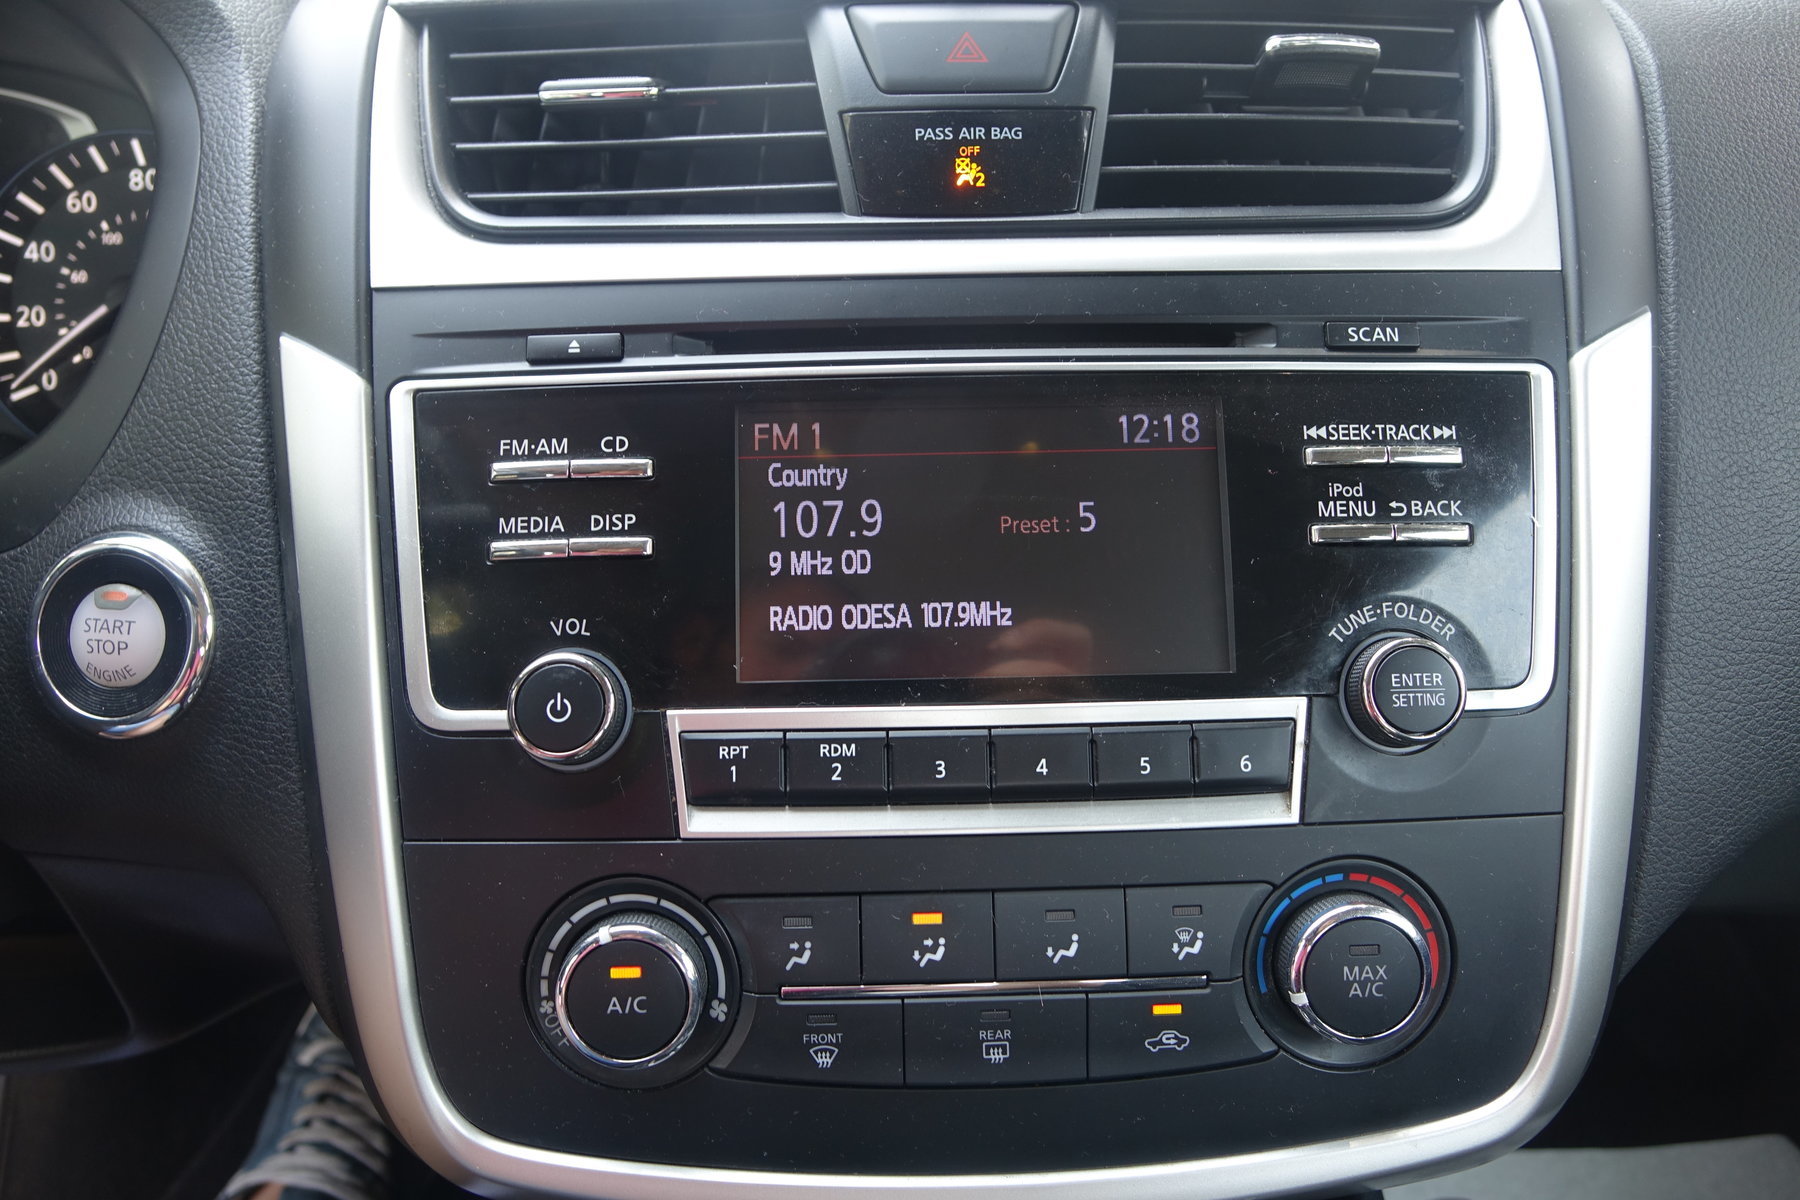 PASS AIR BAG
OFF
2
80
60
100
40
60
20
0
0
SCAN
FM·AM CD
MEDIA DISP
VOL
FM 1 12:18
Country
107.9 Preset : 5
9 MHz OD
RADIO ODESA 107.9MHz
SEEK·TRACK
iPod
MENU BACK
TUNE·FOLDER
ENTER
SETTING
START
STOP
ENGINE
RPT
1
RDM
2
3
4
5
6
A/C
OFF
FRONT
REAR
MAX
A/C